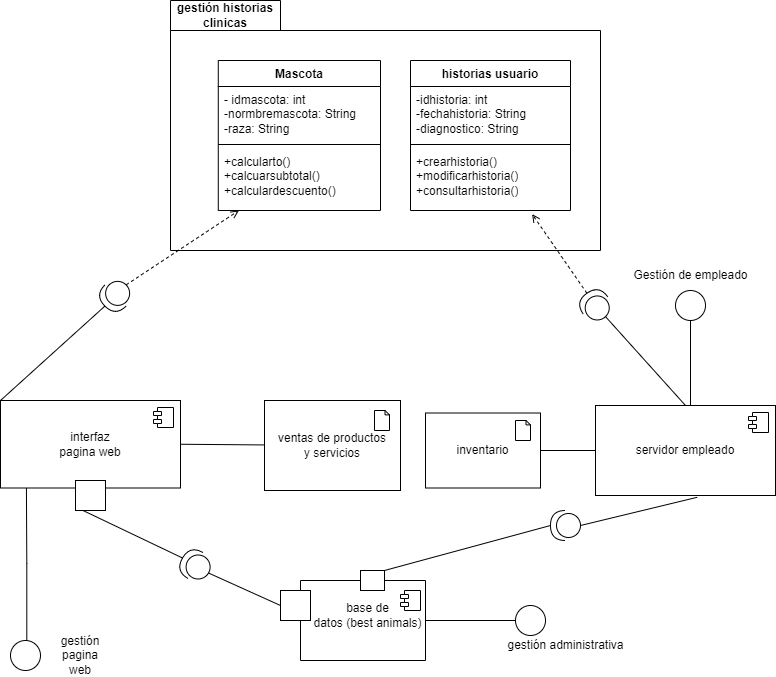 gestión historias
clinicas
Mascota
- idmascota: int
-normbremascota: String
-raza: String
+calcularto()
+calcuarsubtotal()
+calculardescuento()
historias usuario
-idhistoria: int
-fechahistoria: String
-diagnostico: String
+crearhistoria()
+modificarhistoria()
+consultarhistoria()
Gestión de empleado
interfaz
pagina web
ventas de productos
y servicios
inventario
servidor empleado
base de
datos (best animals)
gestión administrativa
gestión
pagina
web